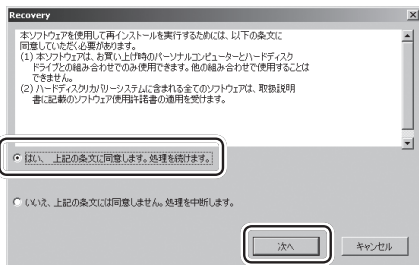 Recovery
本ソフトウェアを使用して再インストールを実行するためには、以下の条文に
同意していただく必要があります。
(1) 本ソフトウェアは、お買い上げ時のパーソナルコンピューターとハードディスク
ドライブとの組み合わせでのみ使用できます。他の組み合わせで使用することは
できません。
(2) ハードディスクリカバリーシステムに含まれる全てのソフトウェアは、取扱説明
書に記載のソフトウェア使用許諾書の適用を受けます。
はい、 上記の条文に同意します。処理を続けます。
いいえ、上記の条文には同意しません。処理を中断します。
次へ
キャンセル